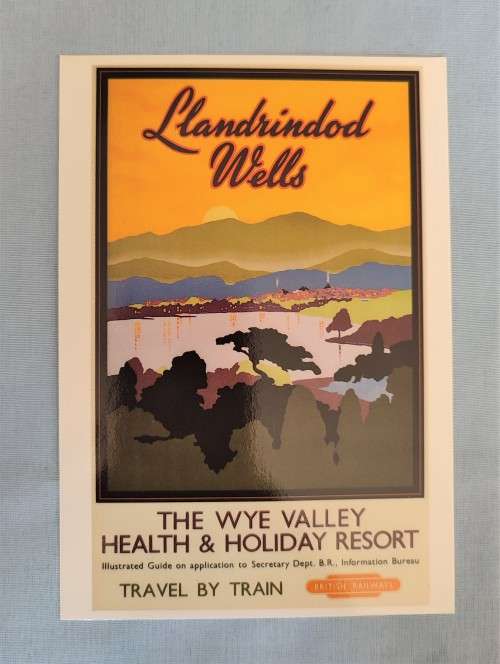 Llandrindod
Wells
THE WYE VALLEY
HEALTH & HOLIDAY RESORT
Illustrated Guide on application to Secretary Dept. B.R., Information Bureau
TRAVEL BY TRAIN
BRITISH RAILWAYS